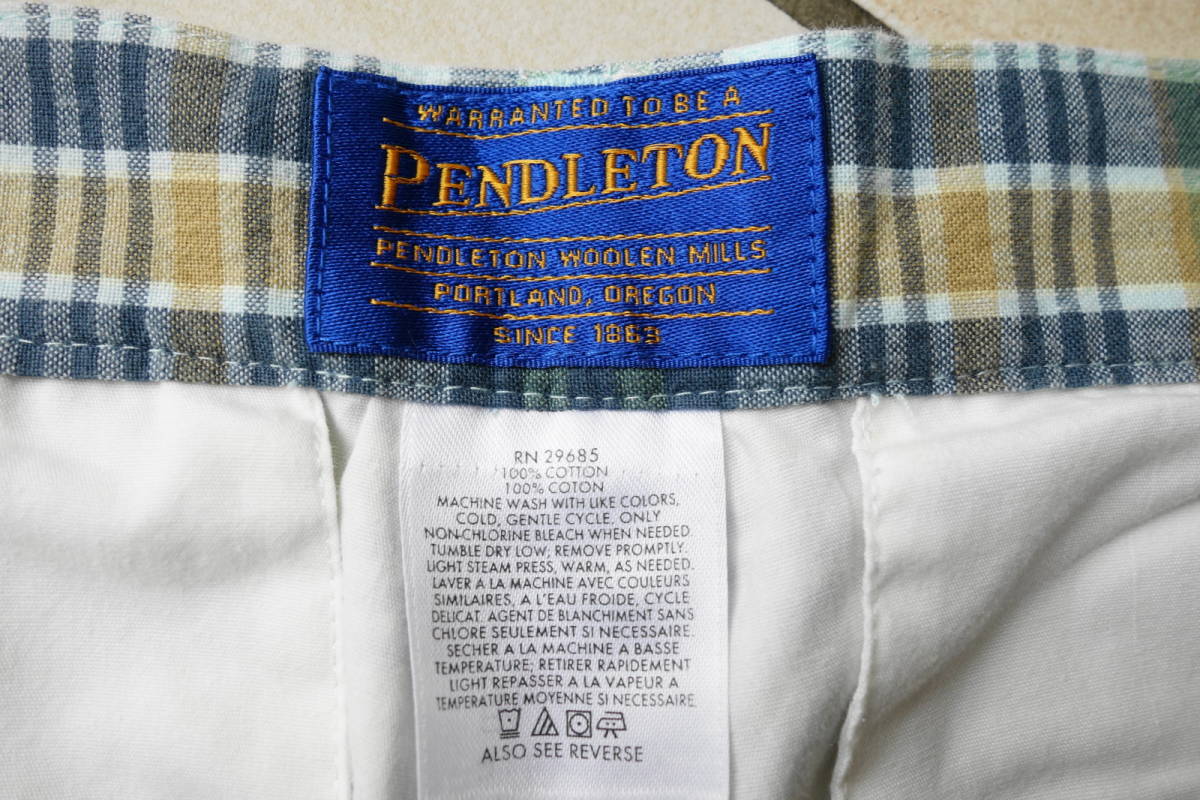 WARRANTED TO BE A
PENDLETON
PENDLETON WOOLEN MILLS
PORTLAND, OREGON
SINCE 1863
RN 29685
100% COTTON
100% COTON
MACHINE WASH WITH LIKE COLORS,
COLD, GENTLE CYCLE, ONLY
NON-CHLORINE BLEACH WHEN NEEDED.
TUMBLE DRY LOW; REMOVE PROMPTLY.
LIGHT STEAM PRESS, WARM, AS NEEDED.
LAVER A LA MACHINE AVEC COULEURS
SIMILAIRES, A L'EAU FROIDE, CYCLE
DELICAT. AGENT DE BLANCHIMENT SANS
CHLORE SEULEMENT SI NECESSAIRE.
SECHER A LA MACHINE A BASSE
TEMPERATURE; RETIRER RAPIDEMENT
LIGHT REPASSER A LA VAPEUR A
TEMPERATURE MOYENNE SI NECESSAIRE.
ALSO SEE REVERSE